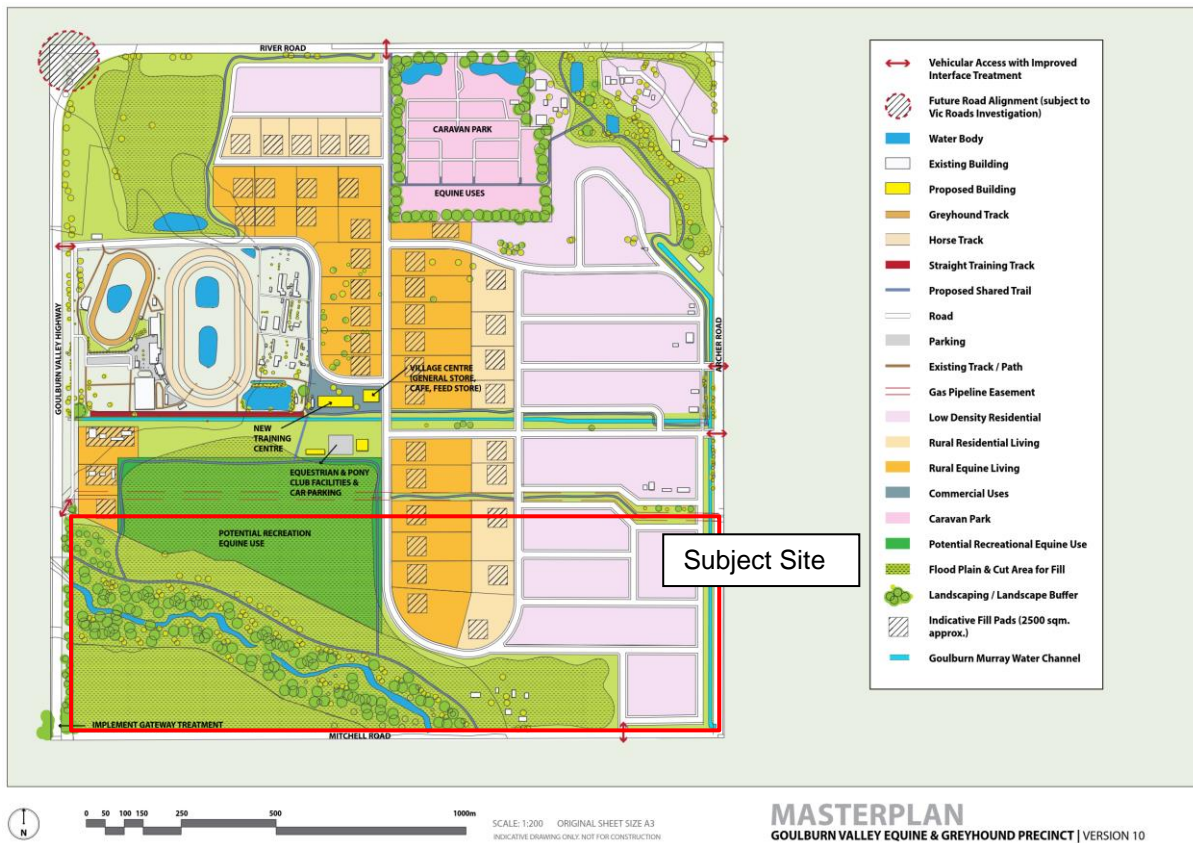 RIVER ROAD
CARAVAN PARK
EQUINE USES
GOULBURN VALLEY HIGHWAY
ARCHER ROAD
VILLAGE CENTRE
(GENERAL STORE,
CAFE, FEED STORE)
NEW
TRAINING
CENTRE
EQUESTRIAN & PONY
CLUB FACILITIES &
CAR PARKING
POTENTIAL RECREATION
EQUINE USE
Subject Site
IMPLEMENT GATEWAY TREATMENT
MITCHELL ROAD
Vehicular Access with Improved
Interface Treatment
Future Road Alignment (subject to
Vic Roads Investigation)
Water Body
Existing Building
Proposed Building
Greyhound Track
Horse Track
Straight Training Track
Proposed Shared Trail
Road
Parking
Existing Track / Path
Gas Pipeline Easement
Low Density Residential
Rural Residential Living
Rural Equine Living
Commercial Uses
Caravan Park
Potential Recreational Equine Use
Flood Plain & Cut Area for Fill
Landscaping / Landscape Buffer
Indicative Fill Pads (2500 sqm.
approx.)
Goulburn Murray Water Channel
N
0 50 100 150 250 500 1000m
SCALE: 1:200 ORIGINAL SHEET SIZE A3
INDICATIVE DRAWING ONLY. NOT FOR CONSTRUCTION
MASTERPLAN
GOULBURN VALLEY EQUINE & GREYHOUND PRECINCT | VERSION 10